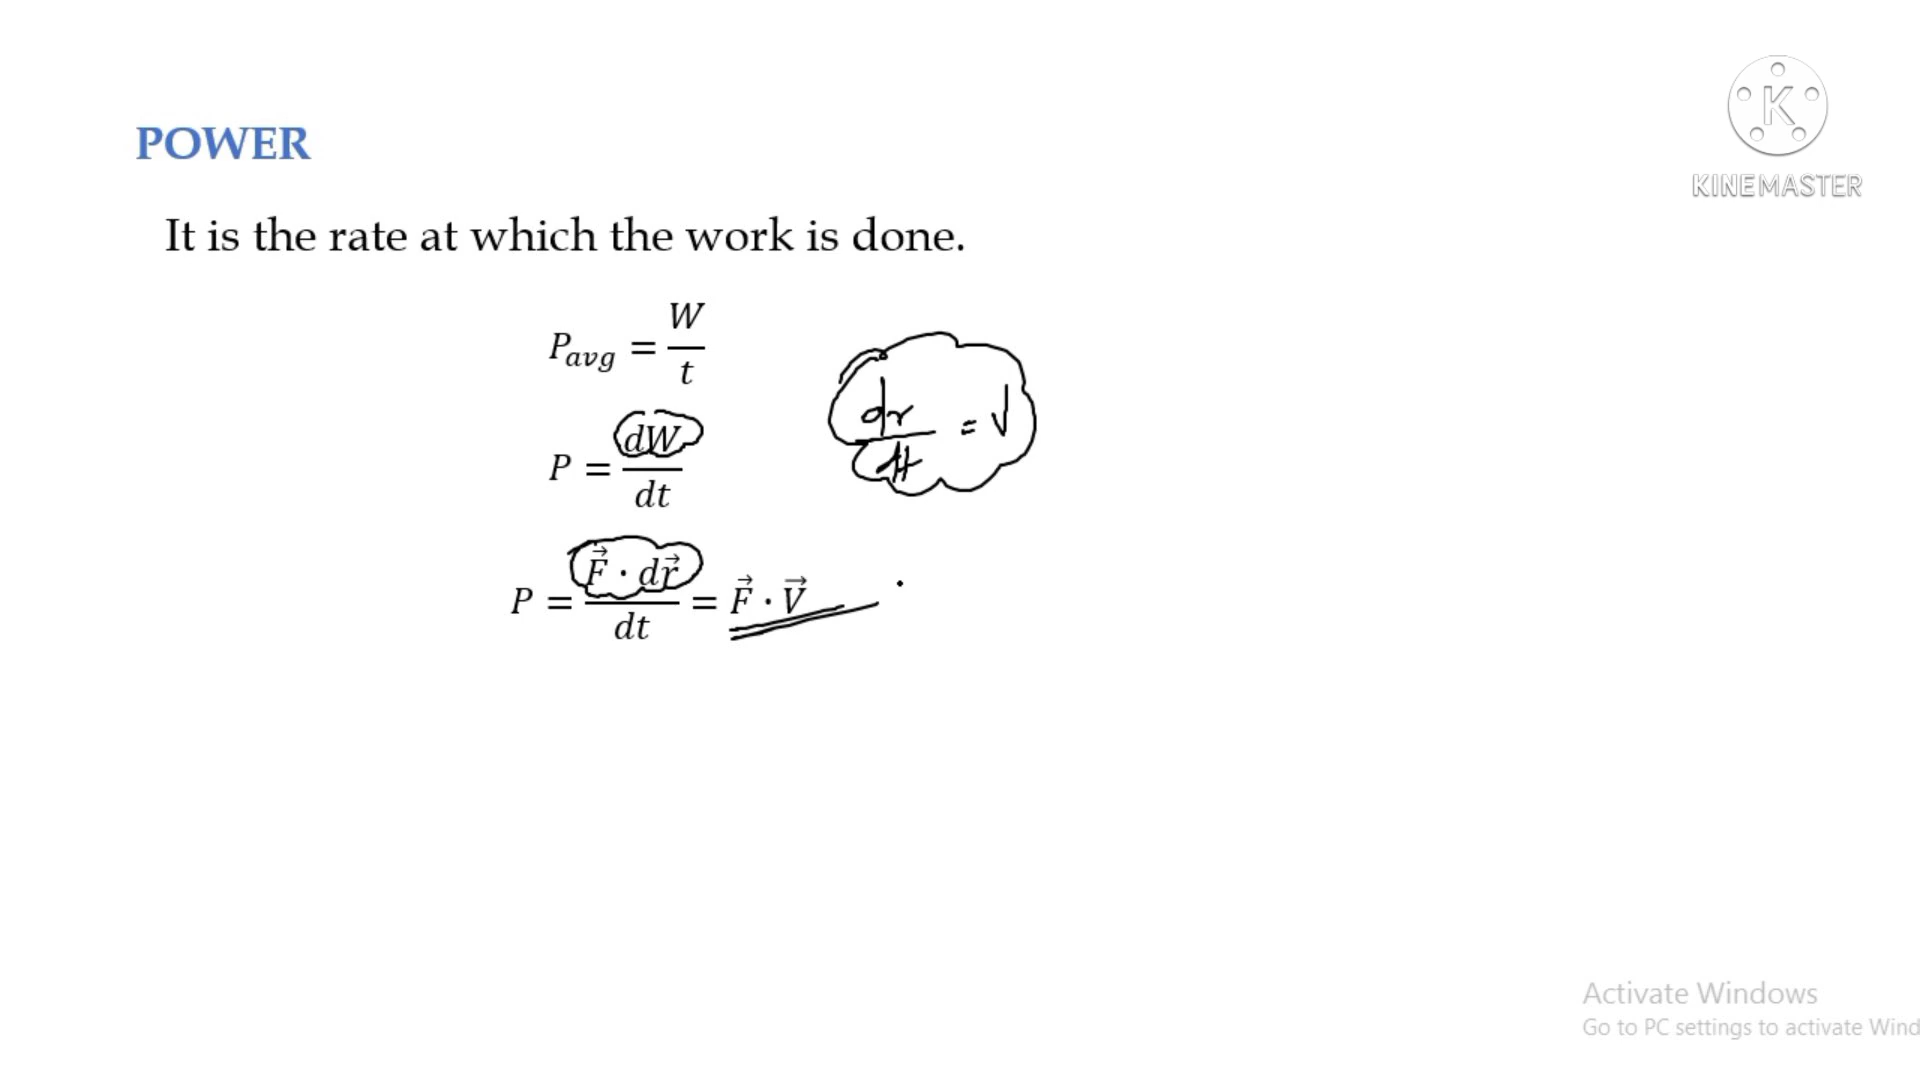 POWER
K
KINEMASTER
It is the rate at which the work is done.
P_avg = W/t
dr/dt = V
P = dW/dt
P = F⃗ · dr⃗/dt = F⃗ · V⃗
Activate Windows
Go to PC settings to activate Wind